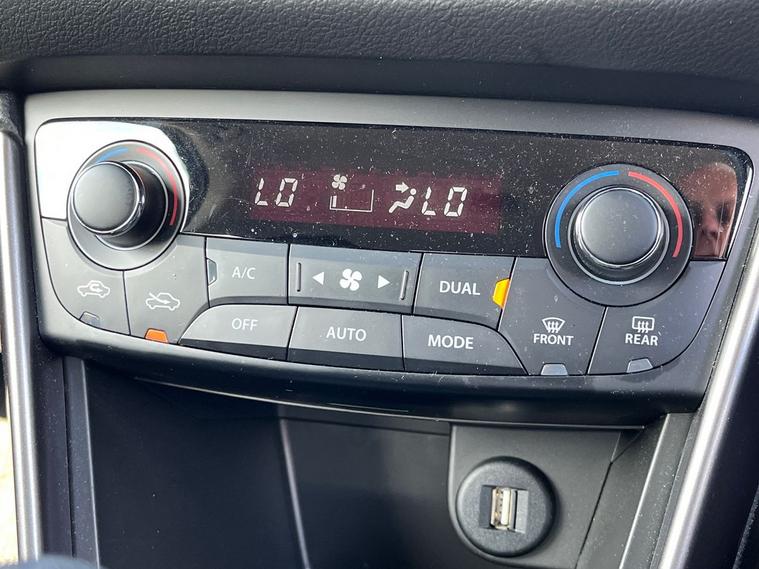 LO LO
A/C DUAL
OFF AUTO MODE FRONT REAR